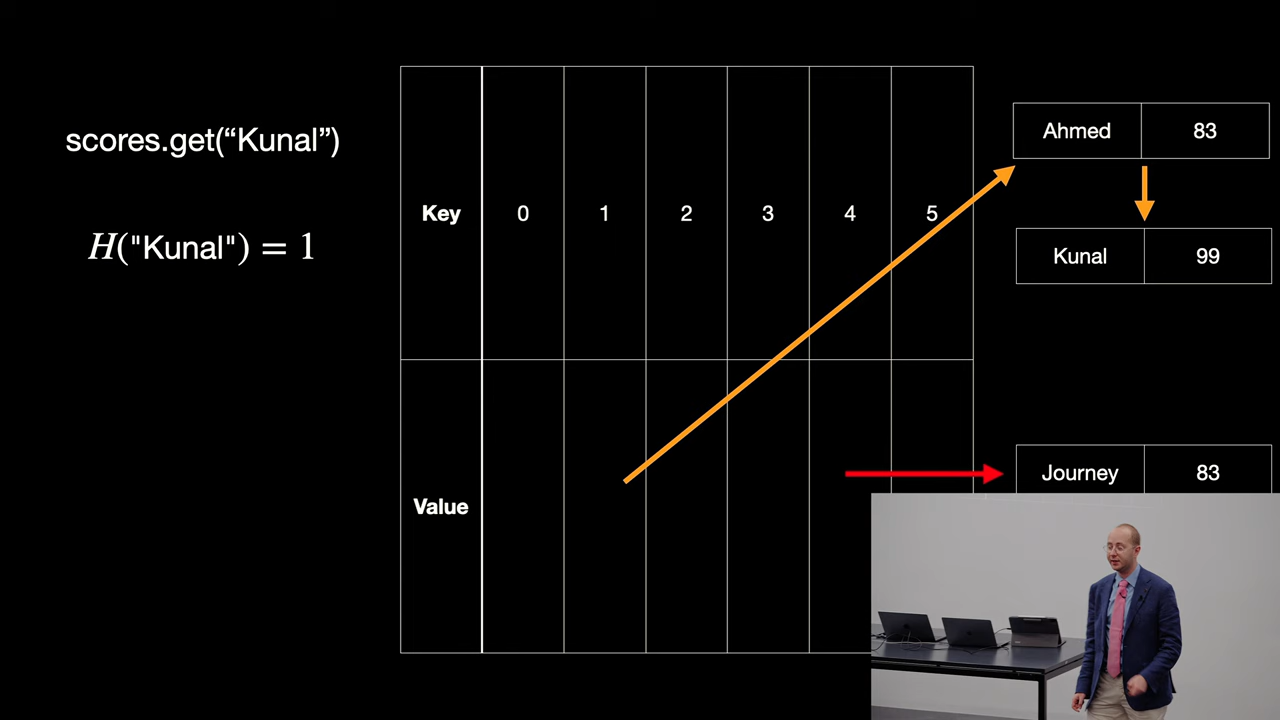 scores.get(“Kunal”)
H("Kunal") = 1
Key 0 1 2 3 4 5
Value
Ahmed 83
Kunal 99
Journey 83